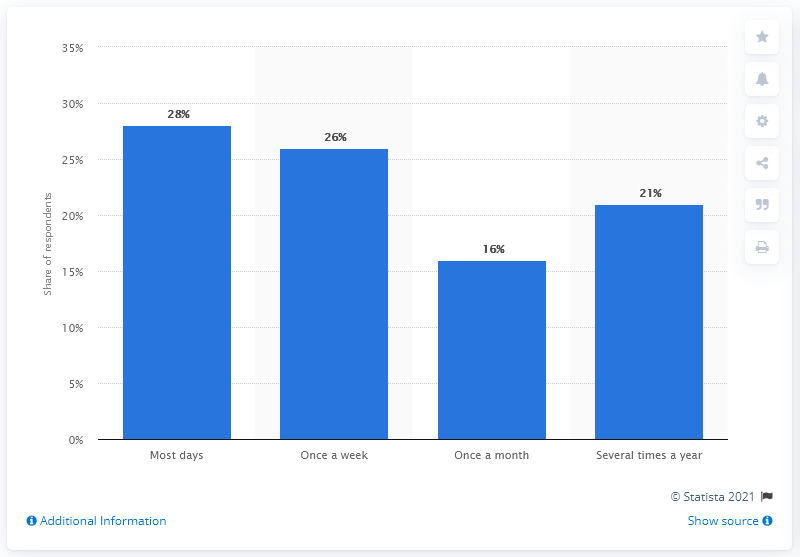 35%
30%
25%
20%
15%
10%
5%
0%
Share of respondents
28%
26%
16%
21%
Most days
Once a week
Once a month
Several times a year
© Statista 2021
Additional Information
Show source